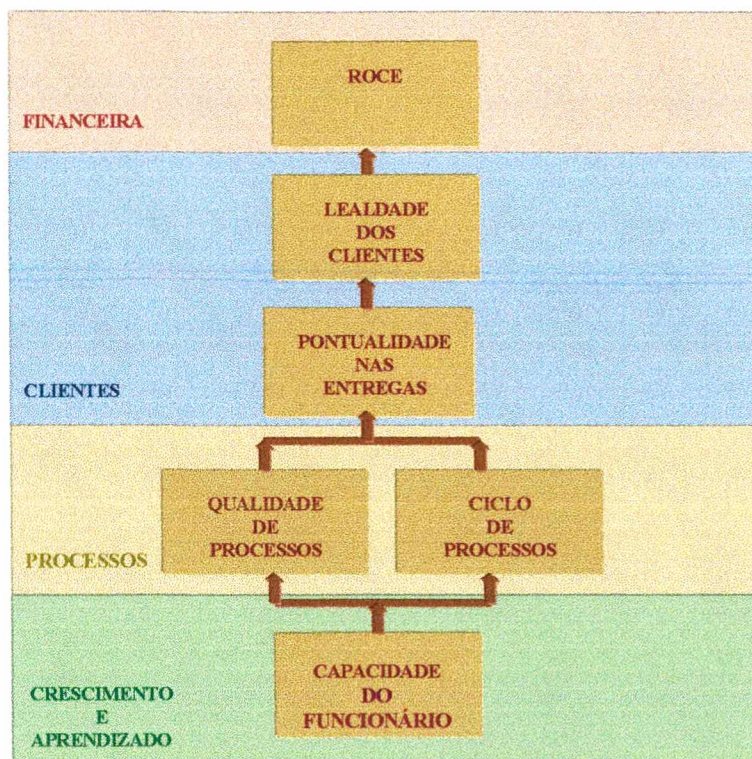 ROCE
FINANCEIRA
LEALDADE
DOS
CLIENTES
PONTUALIDADE
NAS
ENTREGAS
CLIENTES
QUALIDADE
DE
PROCESSOS
CICLO
DE
PROCESSOS
PROCESSOS
CAPACIDADE
DO
FUNCIONÁRIO
CRESCIMENTO
E
APRENDIZADO